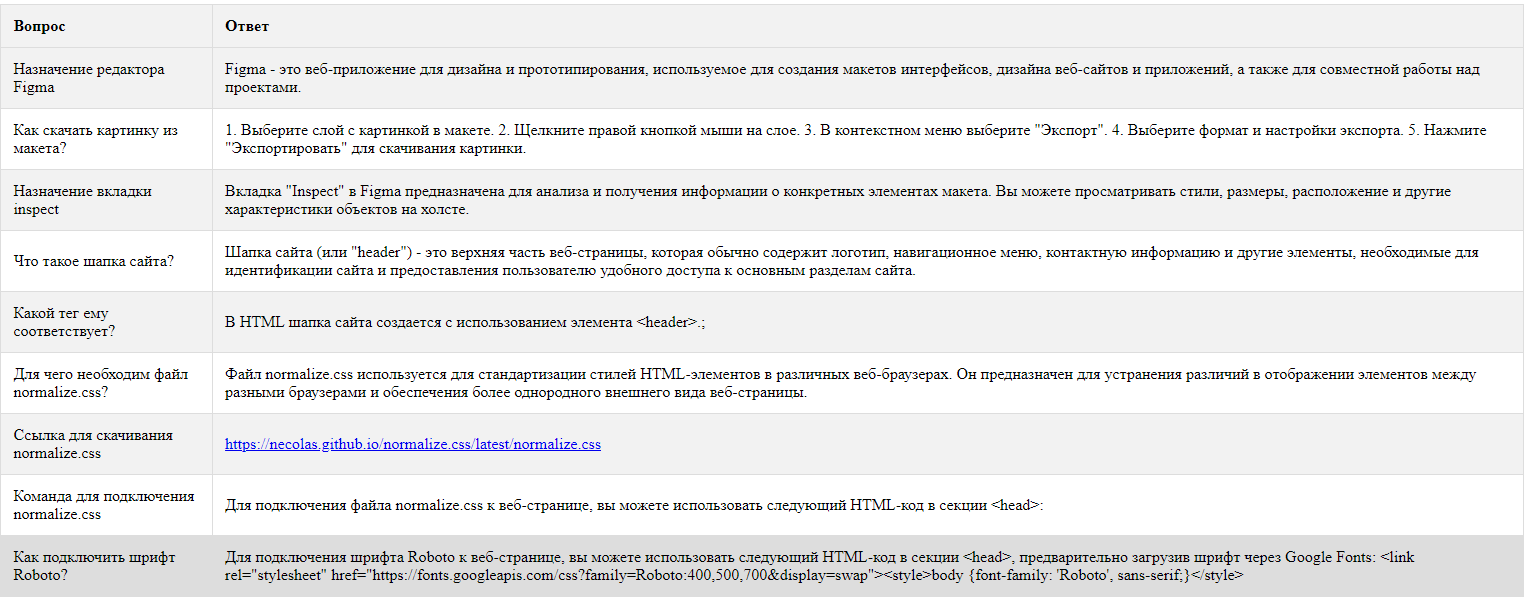 Вопрос Ответ
Назначение редактора
Figma
Figma - это веб-приложение для дизайна и прототипирования, используемое для создания макетов интерфейсов, дизайна веб-сайтов и приложений, а также для совместной работы над
проектами.
Как скачать картинку из
макета?
1. Выберите слой с картинкой в макете. 2. Щелкните правой кнопкой мыши на слое. 3. В контекстном меню выберите "Экспорт". 4. Выберите формат и настройки экспорта. 5. Нажмите
"Экспортировать" для скачивания картинки.
Назначение вкладки
inspect
Вкладка "Inspect" в Figma предназначена для анализа и получения информации о конкретных элементах макета. Вы можете просматривать стили, размеры, расположение и другие
характеристики объектов на холсте.
Что такое шапка сайта?
Шапка сайта (или "header") - это верхняя часть веб-страницы, которая обычно содержит логотип, навигационное меню, контактную информацию и другие элементы, необходимые для
идентификации сайта и предоставления пользователю удобного доступа к основным разделам сайта.
Какой тег ему
соответствует?
В HTML шапка сайта создается с использованием элемента <header>.;
Для чего необходим файл
normalize.css?
Файл normalize.css используется для стандартизации стилей HTML-элементов в различных веб-браузерах. Он предназначен для устранения различий в отображении элементов между
разными браузерами и обеспечения более однородного внешнего вида веб-страницы.
Ссылка для скачивания
normalize.css
https://necolas.github.io/normalize.css/latest/normalize.css
Команда для подключения
normalize.css
Для подключения файла normalize.css к веб-странице, вы можете использовать следующий HTML-код в секции <head>:
Как подключить шрифт
Roboto?
Для подключения шрифта Roboto к веб-странице, вы можете использовать следующий HTML-код в секции <head>, предварительно загрузив шрифт через Google Fonts: <link
rel="stylesheet" href="https://fonts.googleapis.com/css?family=Roboto:400,500,700&display=swap"><style>body {font-family: 'Roboto', sans-serif;}</style>